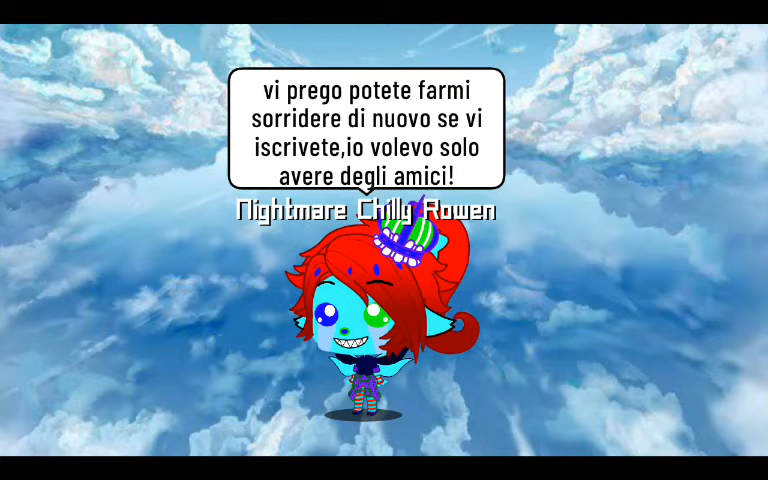 vi prego potete farmi
sorridere di nuovo se vi
iscrivete,io volevo solo
avere degli amici!
Nightmare Chilly Rowen